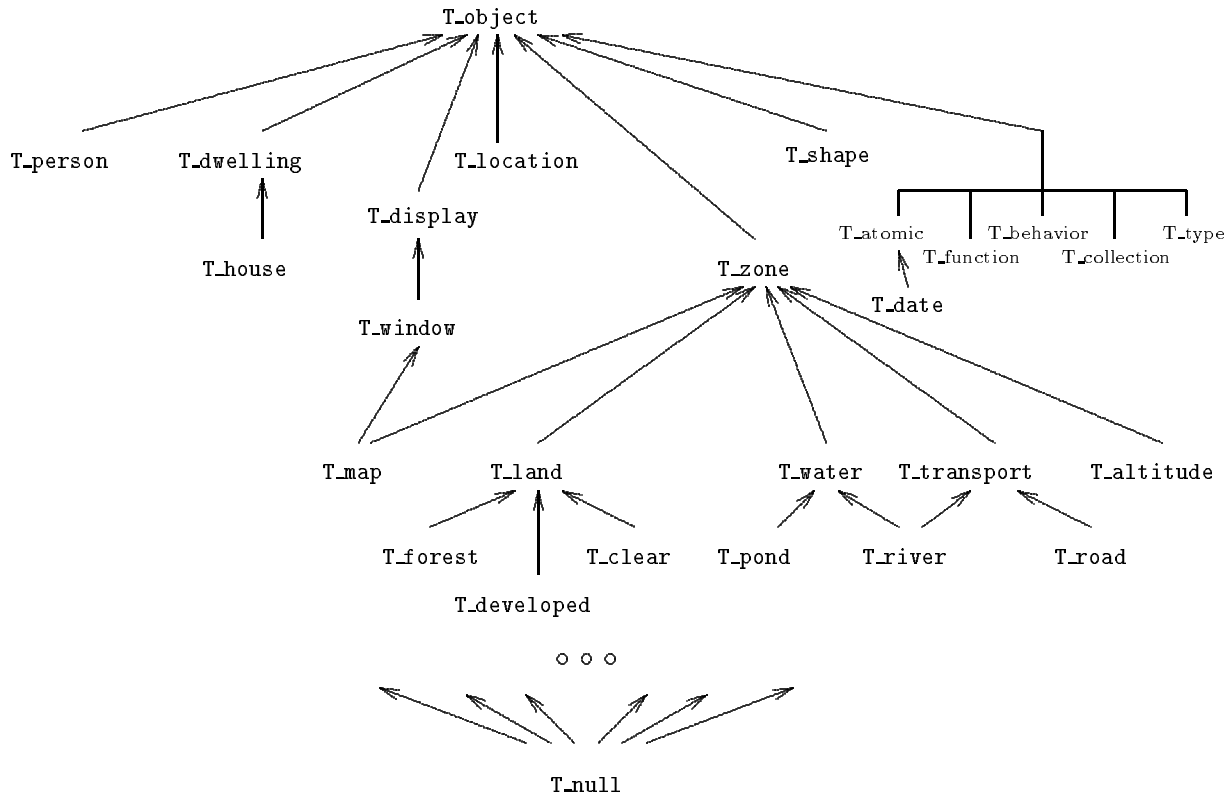 T_object
T_person
T_dwelling
T_location
T_shape
T_display
T_atomic
T_behavior
T_type
T_function
T_collection
T_house
T_zone
T_date
T_window
T_map
T_land
T_water
T_transport
T_altitude
T_forest
T_clear
T_pond
T_river
T_road
T_developed
T_null